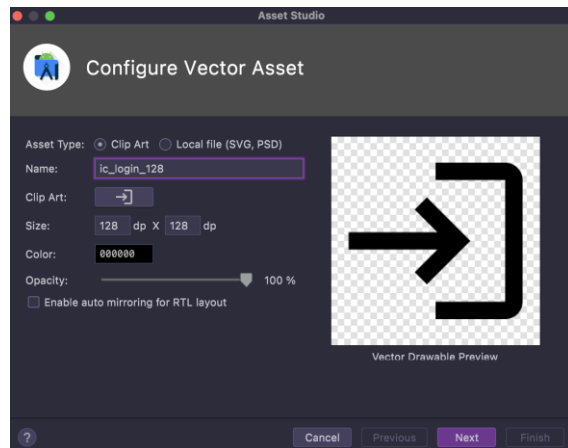 Asset Studio
Configure Vector Asset
Asset Type: Clip Art Local file (SVG, PSD)
Name: ic_login_128
Clip Art:
Size: 128 dp X 128 dp
Color: 000000
Opacity: 100 %
Enable auto mirroring for RTL layout
Vector Drawable Preview
? Cancel Previous Next Finish